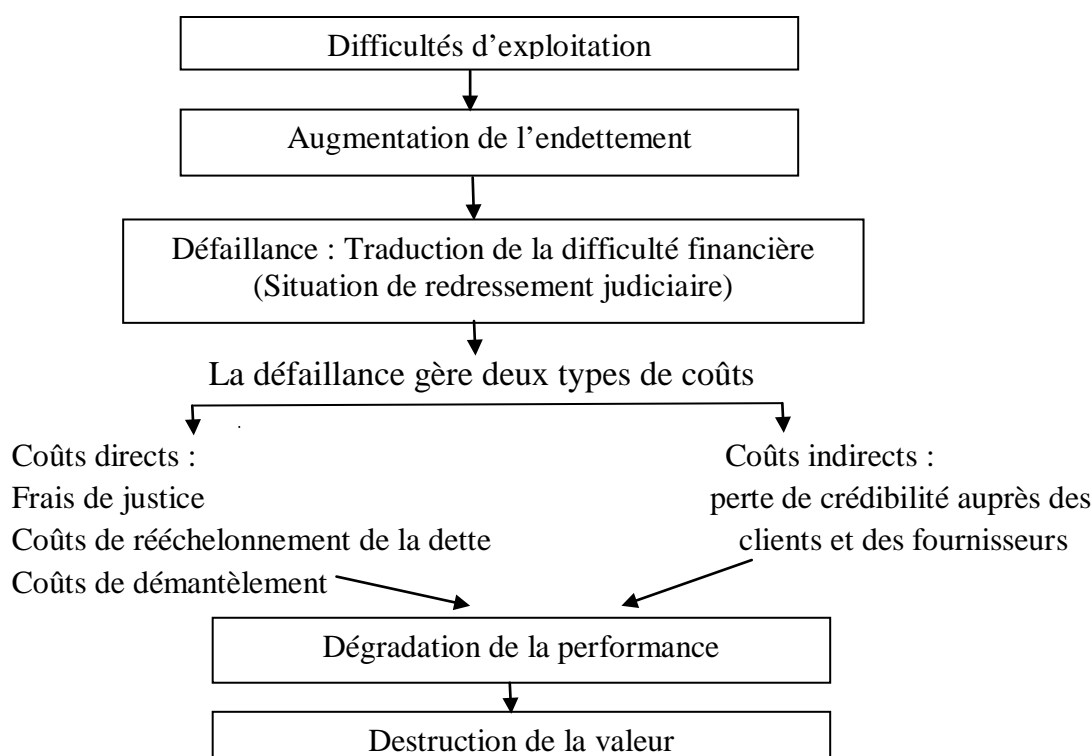 Difficultés d’exploitation
Augmentation de l’endettement
Défaillance : Traduction de la difficulté financière
(Situation de redressement judiciaire)
La défaillance gère deux types de coûts
Coûts directs :
Frais de justice
Coûts de rééchelonnement de la dette
Coûts de démantèlement
Coûts indirects :
perte de crédibilité auprès des
clients et des fournisseurs
Dégradation de la performance
Destruction de la valeur